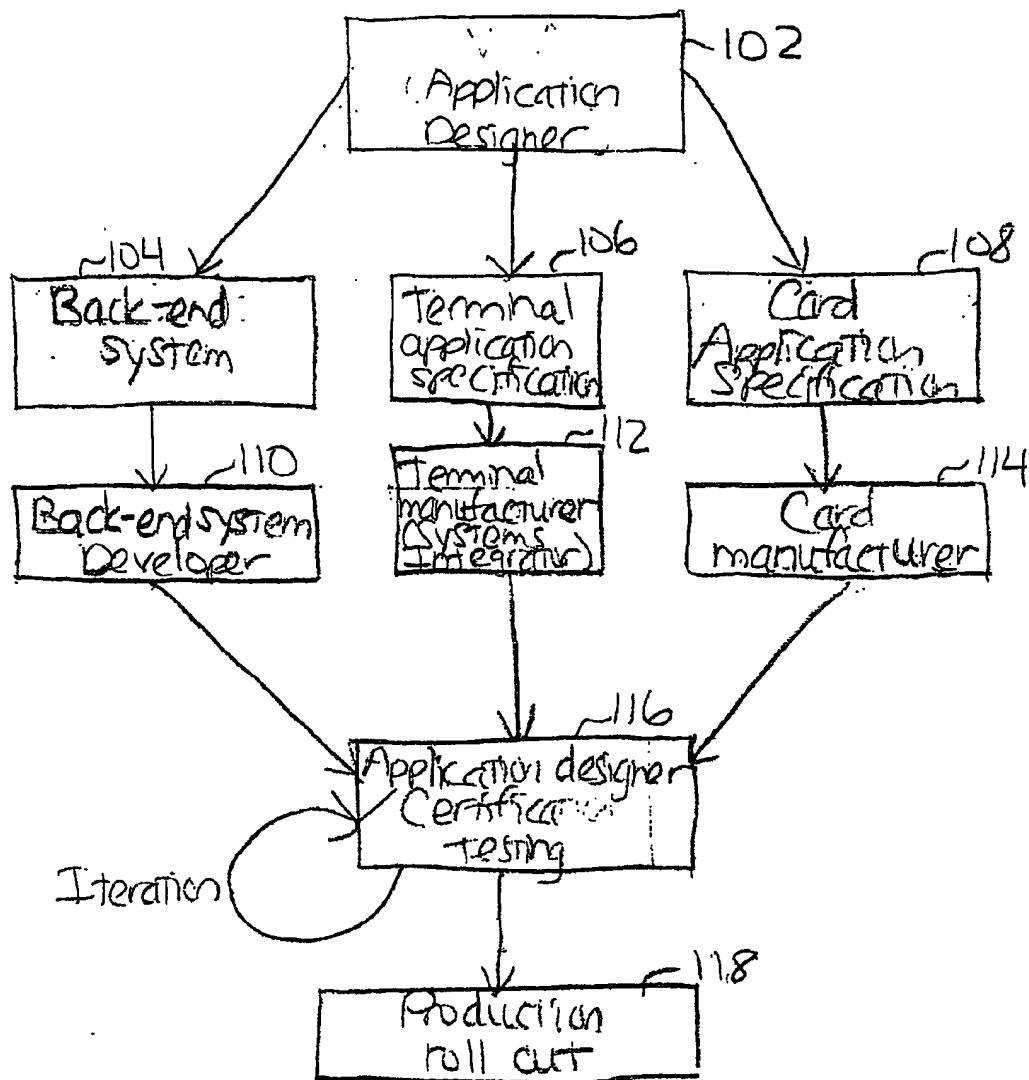 102
Application
Designer
104
106
108
Back-end
system
Terminal
application
specification
Card
Application
Specification
110
112
114
Back-end system
Developer
Terminal
manufacturer
(Systems
Integrator)
Card
manufacturer
116
Application designer
Certification
Testing
Iteration
118
Production
roll out